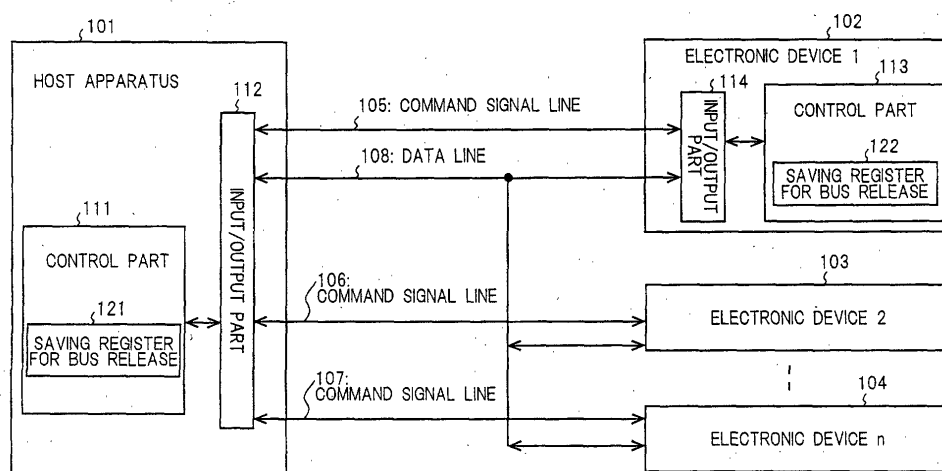 101
HOST APPARATUS
112
INPUT/OUTPUT PART
111
CONTROL PART
121
SAVING REGISTER
FOR BUS RELEASE
105: COMMAND SIGNAL LINE
108: DATA LINE
106:
COMMAND SIGNAL LINE
107:
COMMAND SIGNAL LINE
102
ELECTRONIC DEVICE 1
114
INPUT/OUTPUT
PART
113
CONTROL PART
122
SAVING REGISTER
FOR BUS RELEASE
103
ELECTRONIC DEVICE 2
104
ELECTRONIC DEVICE n